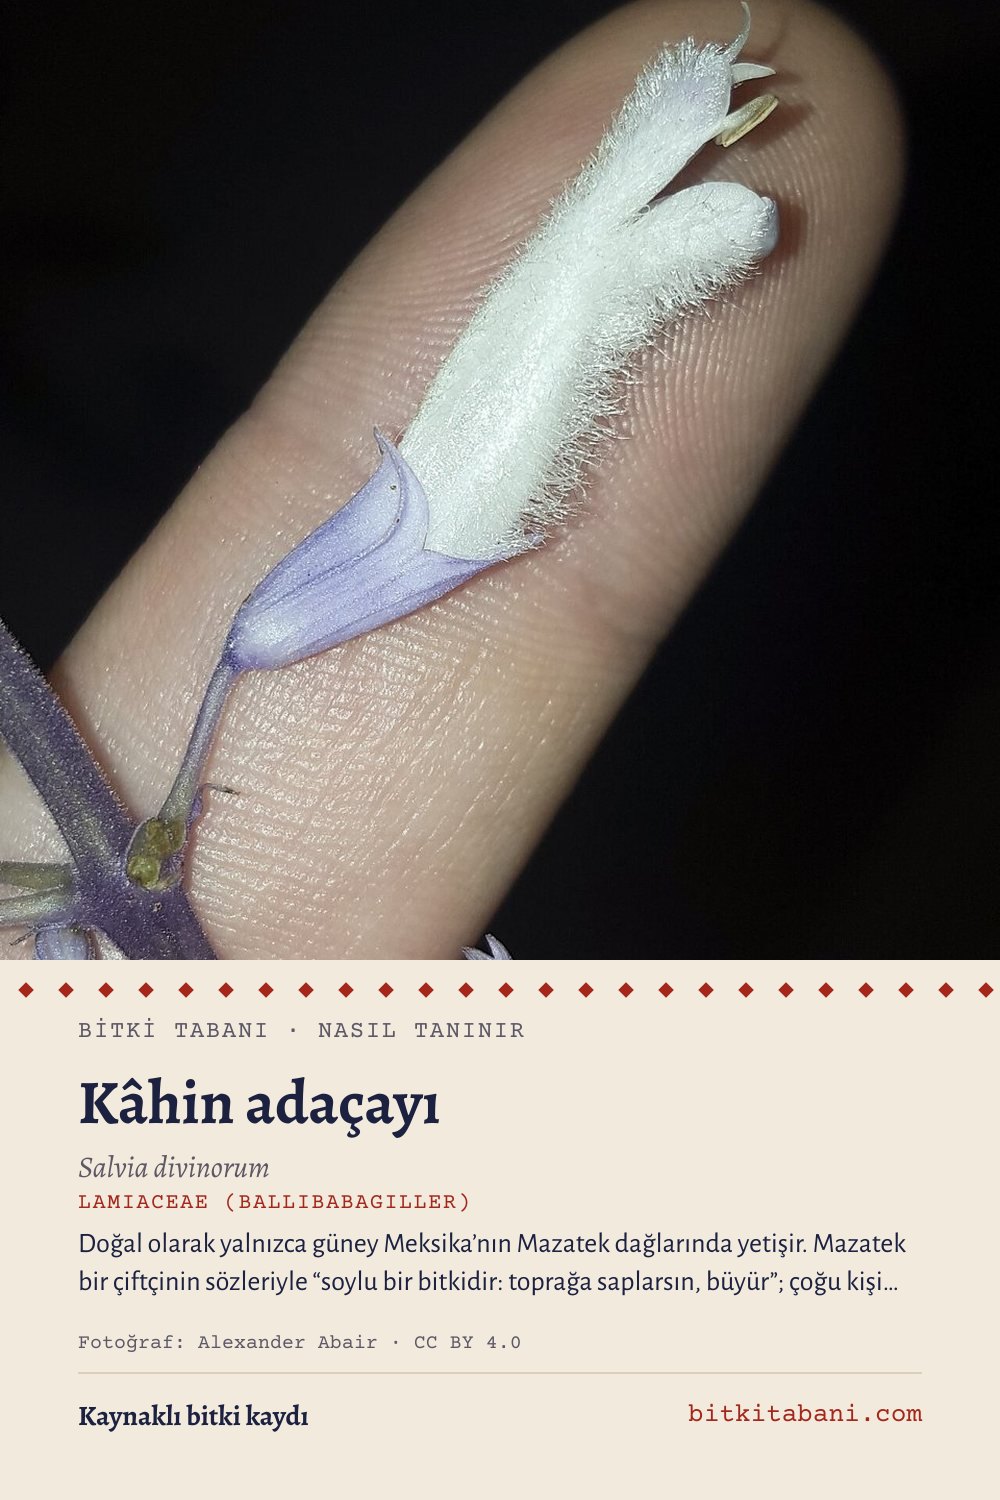 BİTKİ TABANI · NASIL TANINIR
Kâhin adaçayı
Salvia divinorum
LAMIACEAE (BALLIBABAGILLER)
Doğal olarak yalnızca güney Meksika’nın Mazatek dağlarında yetişir. Mazatek
bir çiftçinin sözleriyle “soylu bir bitkidir: toprağa saplarsın, büyür”; çoğu kişi…
Fotoğraf: Alexander Abair · CC BY 4.0
Kaynaklı bitki kaydı
bitkitabani.com